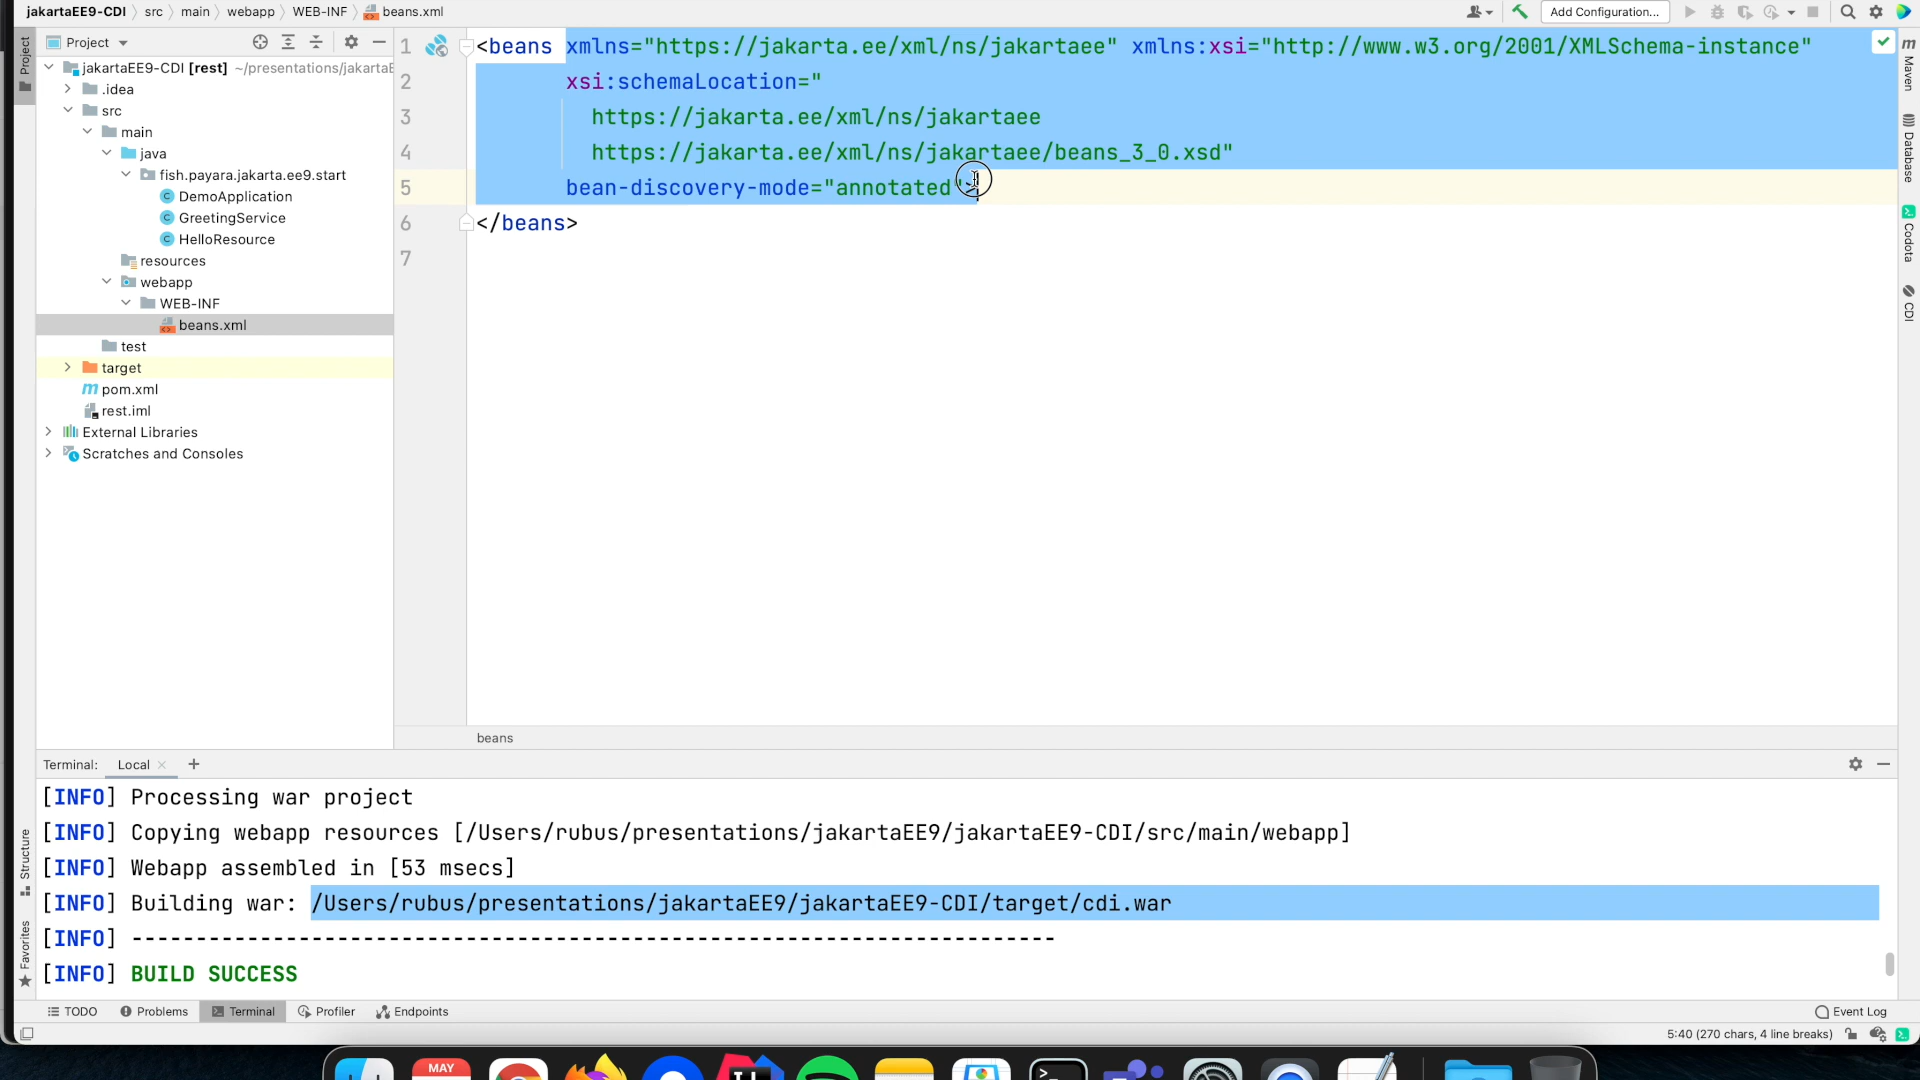 jakartaEE9-CDI src main webapp WEB-INF beans.xml
Add Configuration...
Project
jakartaEE9-CDI [rest] ~/presentations/jakartaE
.idea
src
main
java
fish.payara.jakarta.ee9.start
DemoApplication
GreetingService
HelloResource
resources
webapp
WEB-INF
beans.xml
test
target
pom.xml
rest.iml
External Libraries
Scratches and Consoles
Project
Structure
Favorites
1 <beans xmlns="https://jakarta.ee/xml/ns/jakartaee" xmlns:xsi="http://www.w3.org/2001/XMLSchema-instance"
2 xsi:schemaLocation="
3 https://jakarta.ee/xml/ns/jakartaee
4 https://jakarta.ee/xml/ns/jakartaee/beans_3_0.xsd"
5 bean-discovery-mode="annotated">
6 </beans>
7
beans
Maven
Database
Codota
CDI
Terminal: Local
[INFO] Processing war project
[INFO] Copying webapp resources [/Users/rubus/presentations/jakartaEE9/jakartaEE9-CDI/src/main/webapp]
[INFO] Webapp assembled in [53 msecs]
[INFO] Building war: /Users/rubus/presentations/jakartaEE9/jakartaEE9-CDI/target/cdi.war
[INFO] ------------------------------------------------------------------------
[INFO] BUILD SUCCESS
TODO Problems Terminal Profiler Endpoints Event Log
5:40 (270 chars, 4 line breaks)
MAY